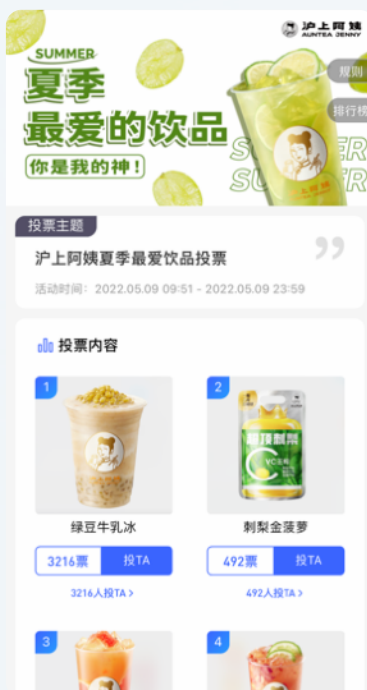 沪上阿姨
AUNTEA JENNY
SUMMER
夏季
最爱的饮品
你是我的神！
规则
排行榜
沪上阿姨
投票主题
沪上阿姨夏季最爱饮品投票
活动时间：2022.05.09 09:51 - 2022.05.09 23:59
投票内容
1
2
绿豆牛乳冰
刺梨金菠萝
3216票
投TA
492票
投TA
3216人投TA >
492人投TA >
3
4